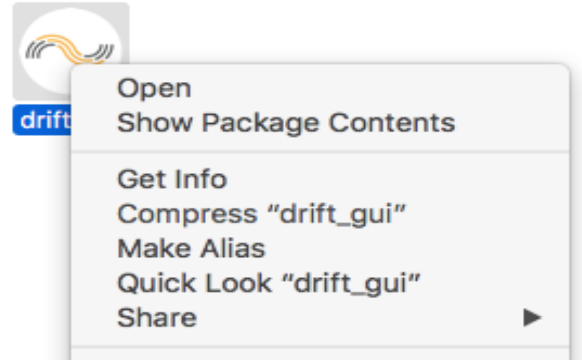 drift
Open
Show Package Contents
Get Info
Compress “drift_gui”
Make Alias
Quick Look “drift_gui”
Share